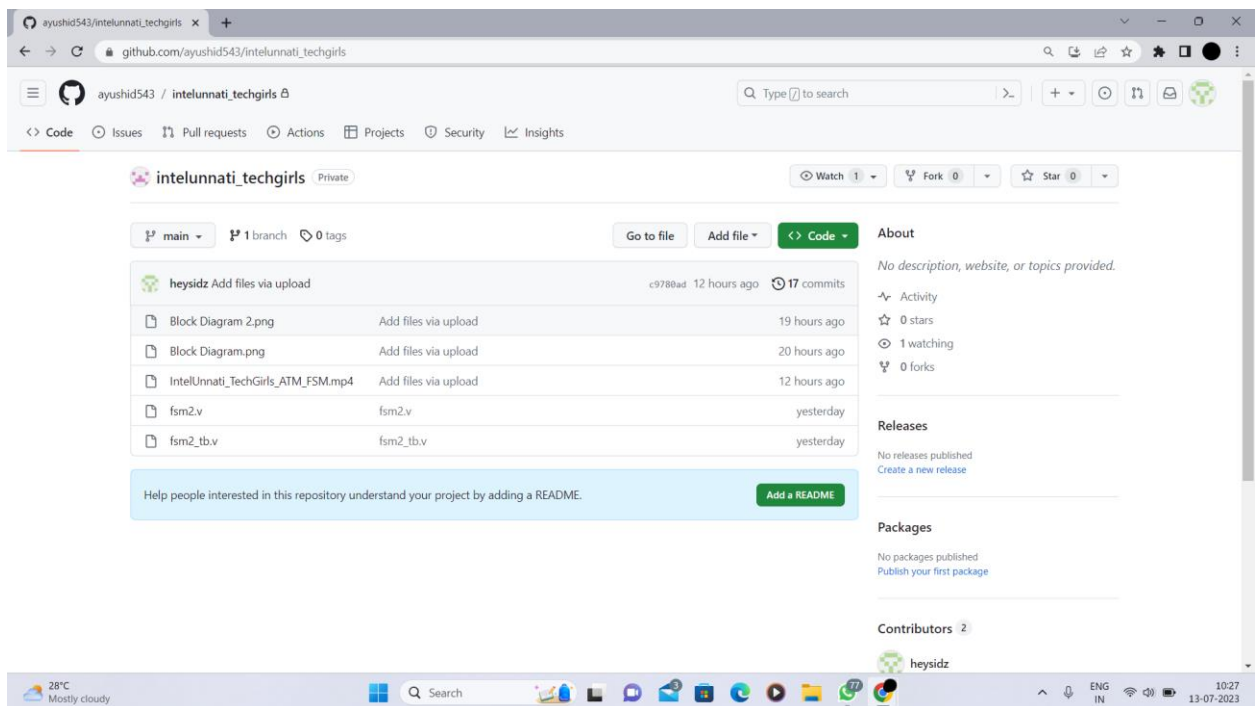 ayushid543/intelunnati_techgirls
github.com/ayushid543/intelunnati_techgirls
ayushid543 / intelunnati_techgirls
Type / to search
Code Issues Pull requests Actions Projects Security Insights
intelunnati_techgirls Private
Watch 1 Fork 0 Star 0
main 1 branch 0 tags Go to file Add file Code
heysidz Add files via upload c9780ad 12 hours ago 17 commits
Block Diagram 2.png Add files via upload 19 hours ago
Block Diagram.png Add files via upload 20 hours ago
IntelUnnati_TechGirls_ATM_FSM.mp4 Add files via upload 12 hours ago
fsm2.v fsm2.v yesterday
fsm2_tb.v fsm2_tb.v yesterday
Help people interested in this repository understand your project by adding a README. Add a README
About
No description, website, or topics provided.
Activity
0 stars
1 watching
0 forks
Releases
No releases published
Create a new release
Packages
No packages published
Publish your first package
Contributors 2
heysidz
28°C
Mostly cloudy
Search
3
77
ENG
IN
10:27
13-07-2023